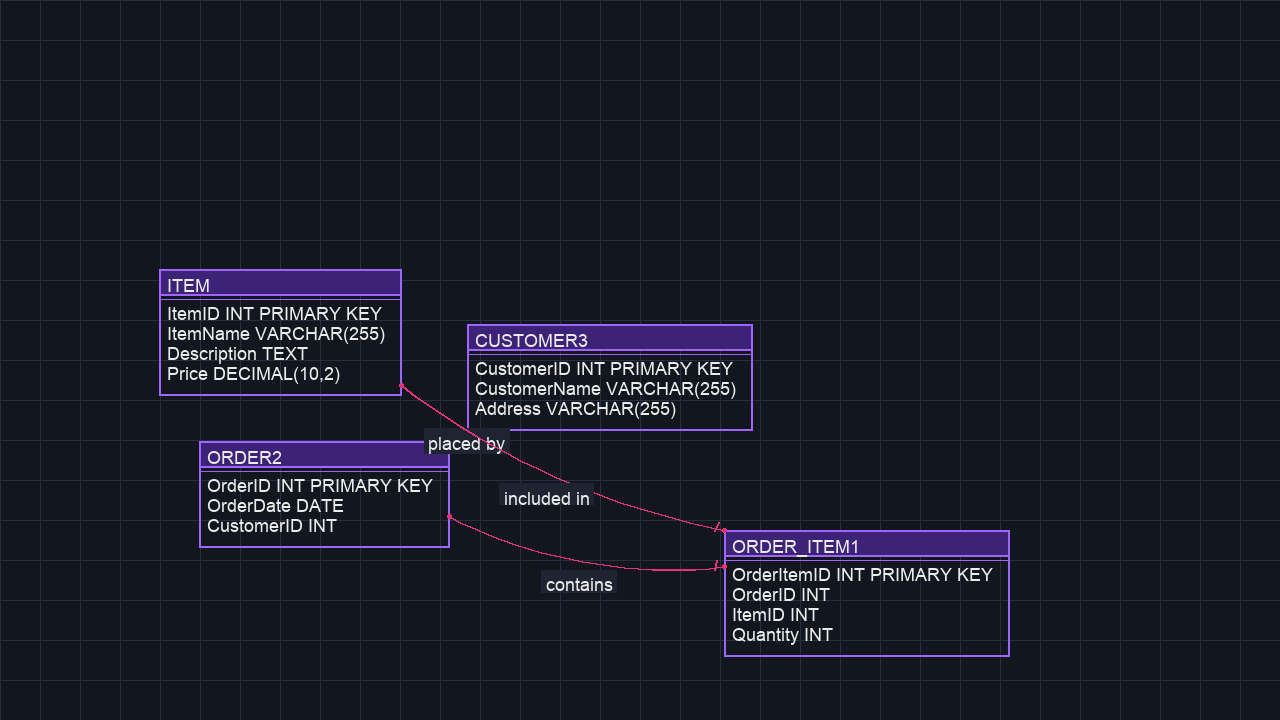 ITEM
ItemID INT PRIMARY KEY
ItemName VARCHAR(255)
Description TEXT
Price DECIMAL(10,2)
CUSTOMER3
CustomerID INT PRIMARY KEY
CustomerName VARCHAR(255)
Address VARCHAR(255)
placed by
ORDER2
OrderID INT PRIMARY KEY
OrderDate DATE
CustomerID INT
included in
contains
ORDER_ITEM1
OrderItemID INT PRIMARY KEY
OrderID INT
ItemID INT
Quantity INT